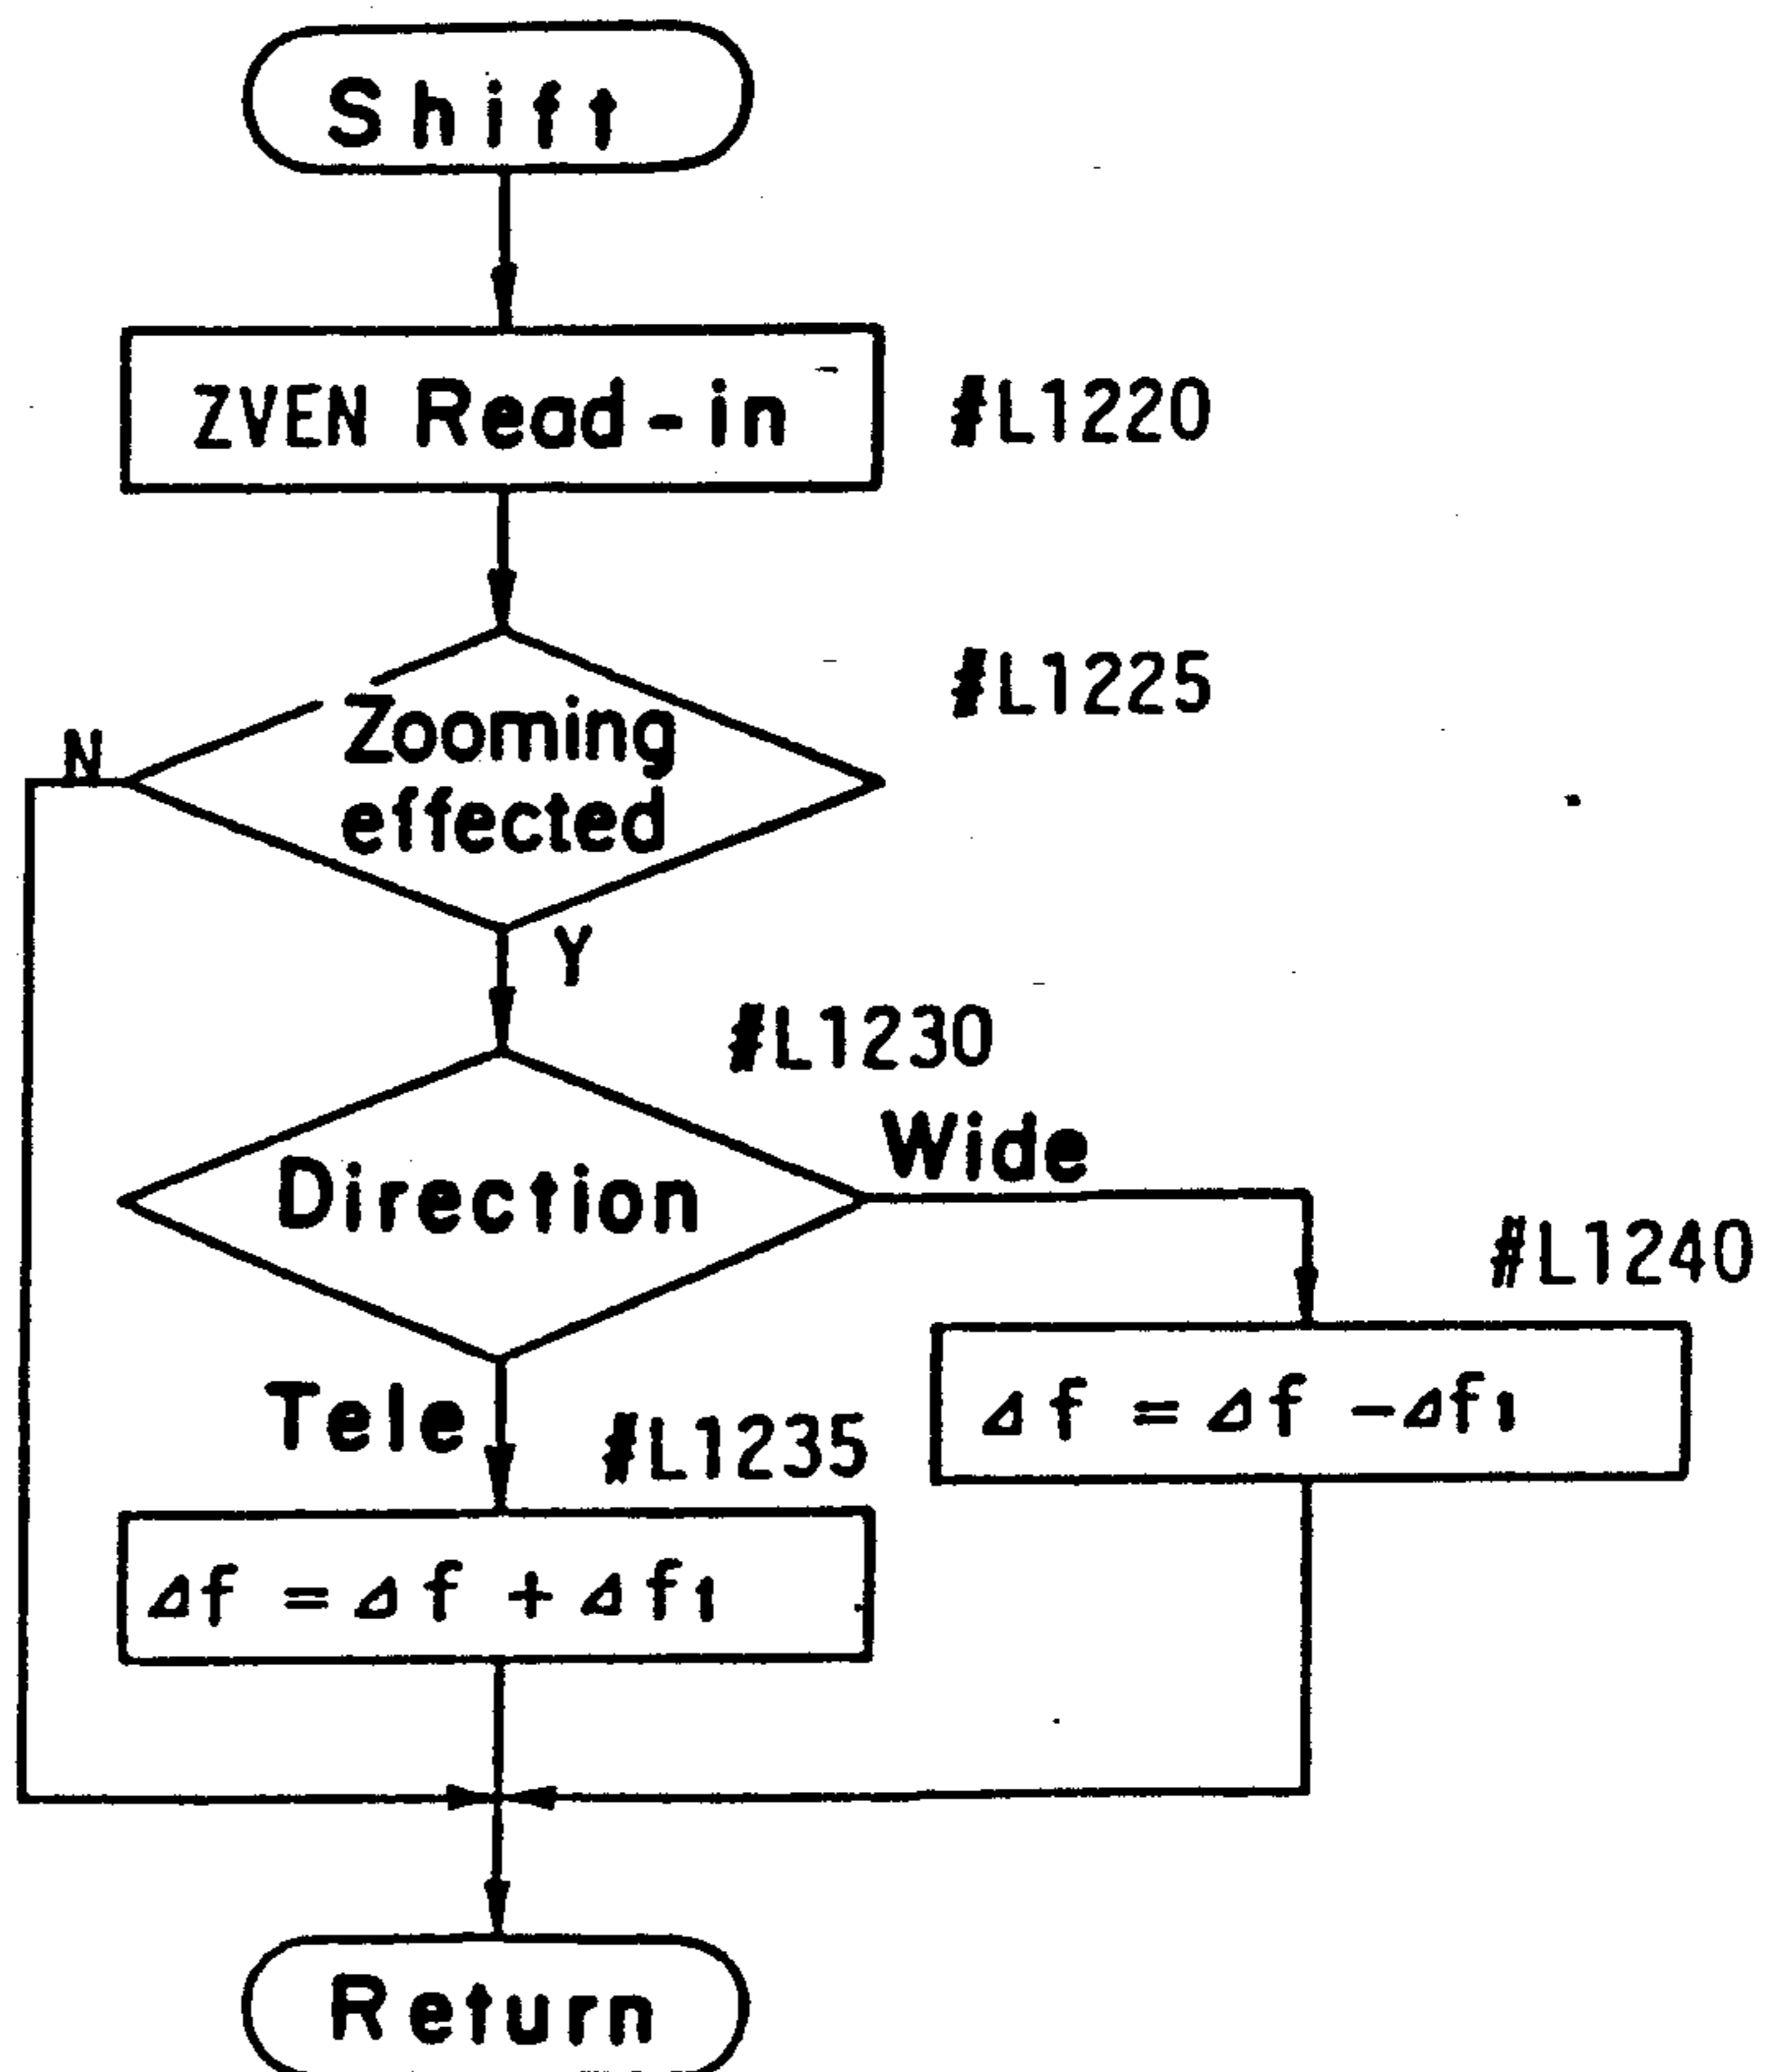 Shift
ZVEN Read-in
#L1220
#L1225
Zooming
effected
N
Y
#L1230
Wide
Direction
#L1240
Δf = Δf - Δf1
Tele
#L1235
Δf = Δf + Δf1
Return